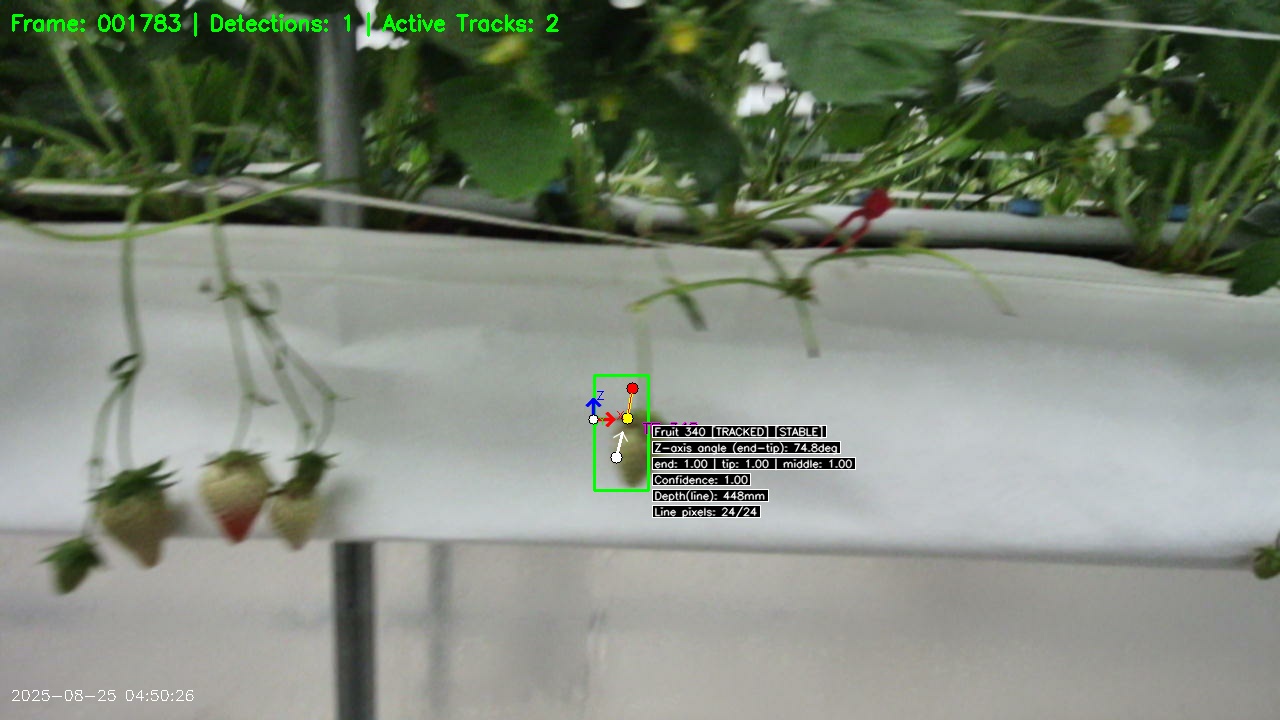 Frame: 001783 | Detections: 1 | Active Tracks: 2
Z
Fruit 340 [TRACKED] [STABLE]
Z-axis angle (end-tip): 74.8deg
end: 1.00 | tip: 1.00 | middle: 1.00
Confidence: 1.00
Depth(line): 448mm
Line pixels: 24/24
2025-08-25 04:50:26